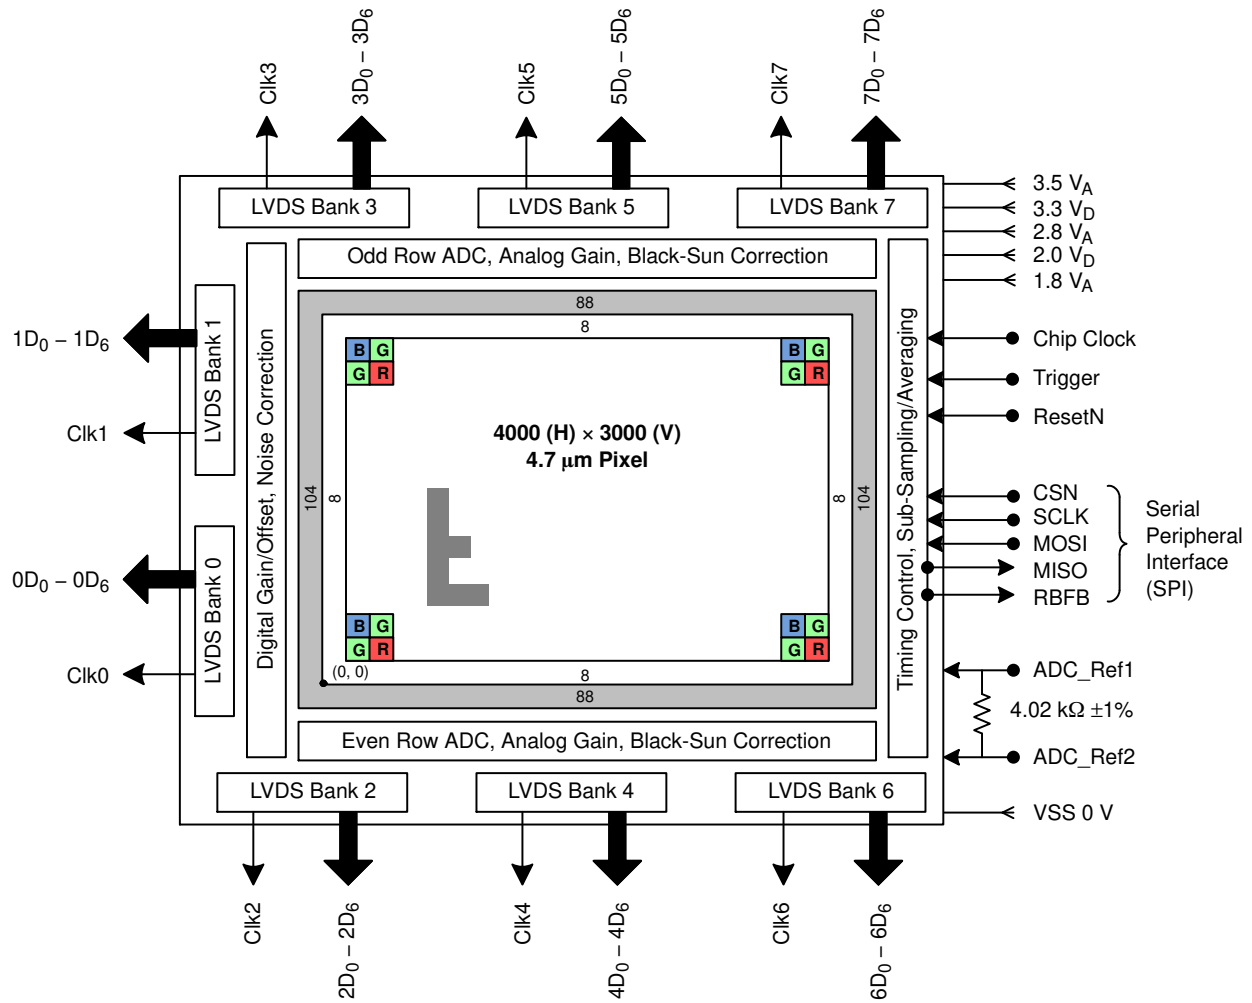 Clk3
3D0 – 3D6
Clk5
5D0 – 5D6
Clk7
7D0 – 7D6
LVDS Bank 3
LVDS Bank 5
LVDS Bank 7
3.5 VA
3.3 VD
2.8 VA
2.0 VD
1.8 VA
Odd Row ADC, Analog Gain, Black-Sun Correction
88
8
1D0 – 1D6
Clk1
LVDS Bank 1
0D0 – 0D6
Clk0
LVDS Bank 0
Digital Gain/Offset, Noise Correction
104
8
B G
G R
B G
G R
4000 (H) × 3000 (V)
4.7 μm Pixel
B G
G R
B G
G R
(0, 0)
8
88
8
104
Timing Control, Sub-Sampling/Averaging
Chip Clock
Trigger
ResetN
CSN
SCLK
MOSI
MISO
RBFB
Serial
Peripheral
Interface
(SPI)
ADC_Ref1
4.02 kΩ ±1%
ADC_Ref2
VSS 0 V
Even Row ADC, Analog Gain, Black-Sun Correction
LVDS Bank 2
LVDS Bank 4
LVDS Bank 6
Clk2
2D0 – 2D6
Clk4
4D0 – 4D6
Clk6
6D0 – 6D6